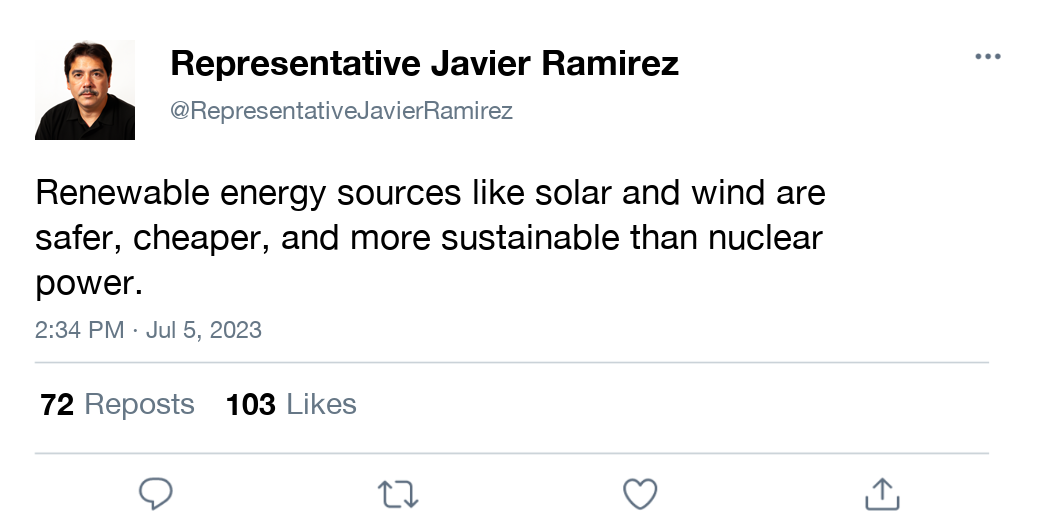 Representative Javier Ramirez
@RepresentativeJavierRamirez
Renewable energy sources like solar and wind are
safer, cheaper, and more sustainable than nuclear
power.
2:34 PM · Jul 5, 2023
72 Reposts 103 Likes